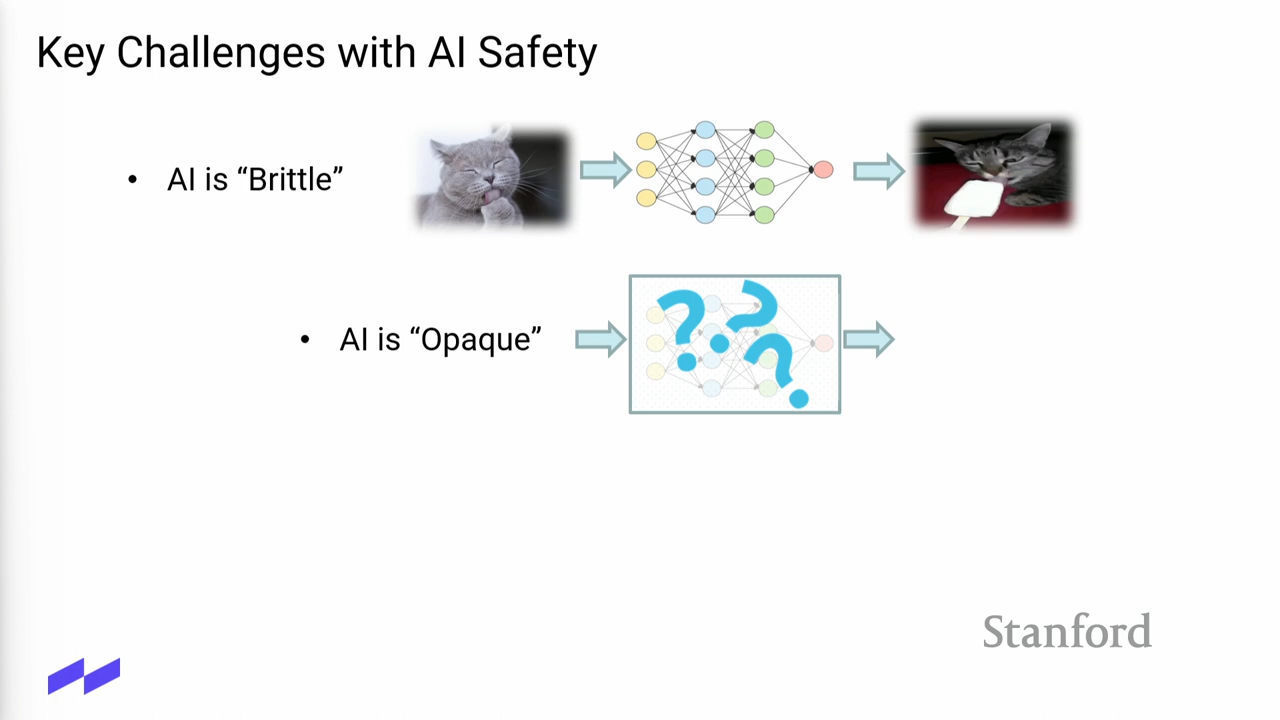 Key Challenges with AI Safety
• AI is “Brittle”
• AI is “Opaque”
? ? ?
Stanford